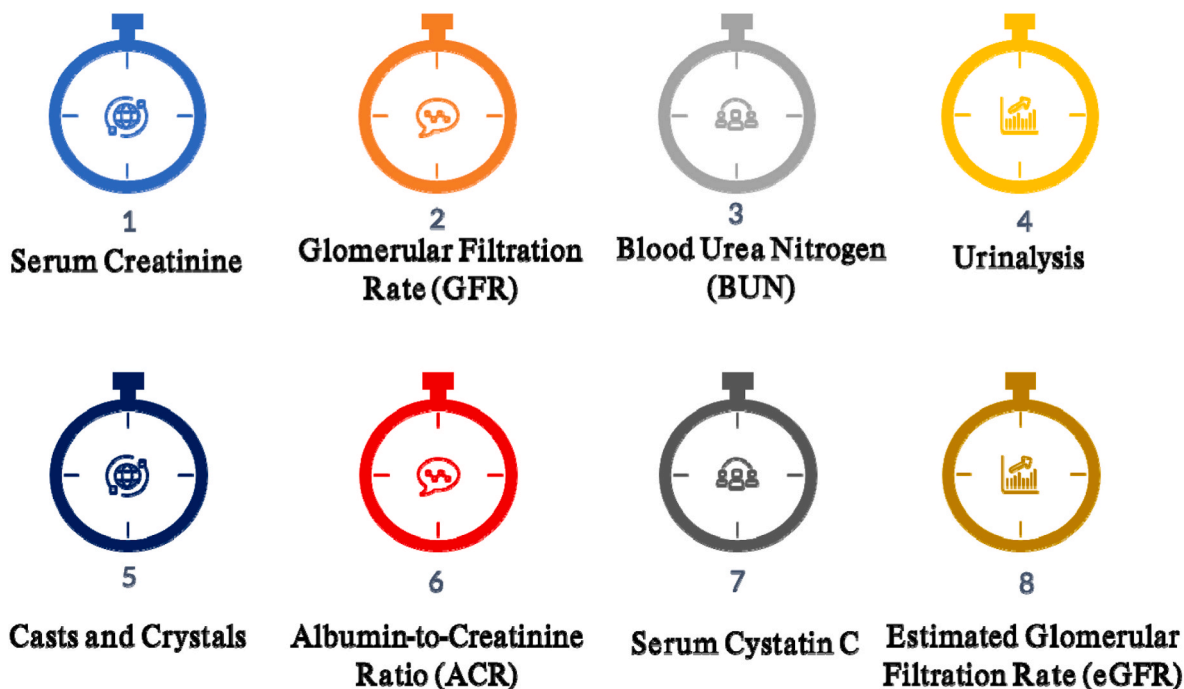 1
Serum Creatinine
2
Glomerular Filtration
Rate (GFR)
3
Blood Urea Nitrogen
(BUN)
4
Urinalysis
5
Casts and Crystals
6
Albumin-to-Creatinine
Ratio (ACR)
7
Serum Cystatin C
8
Estimated Glomerular
Filtration Rate (eGFR)